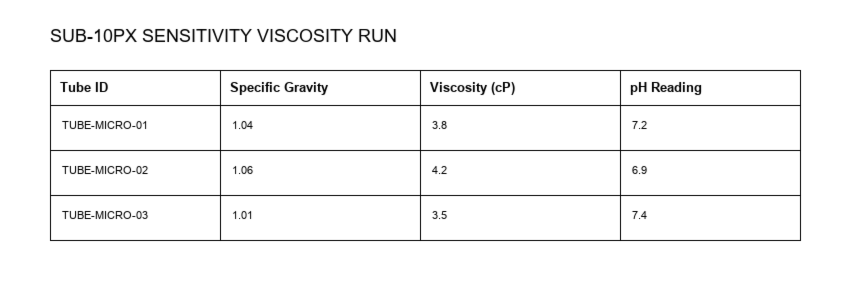 SUB-10PX SENSITIVITY VISCOSITY RUN
Tube ID Specific Gravity Viscosity (cP) pH Reading
TUBE-MICRO-01 1.04 3.8 7.2
TUBE-MICRO-02 1.06 4.2 6.9
TUBE-MICRO-03 1.01 3.5 7.4